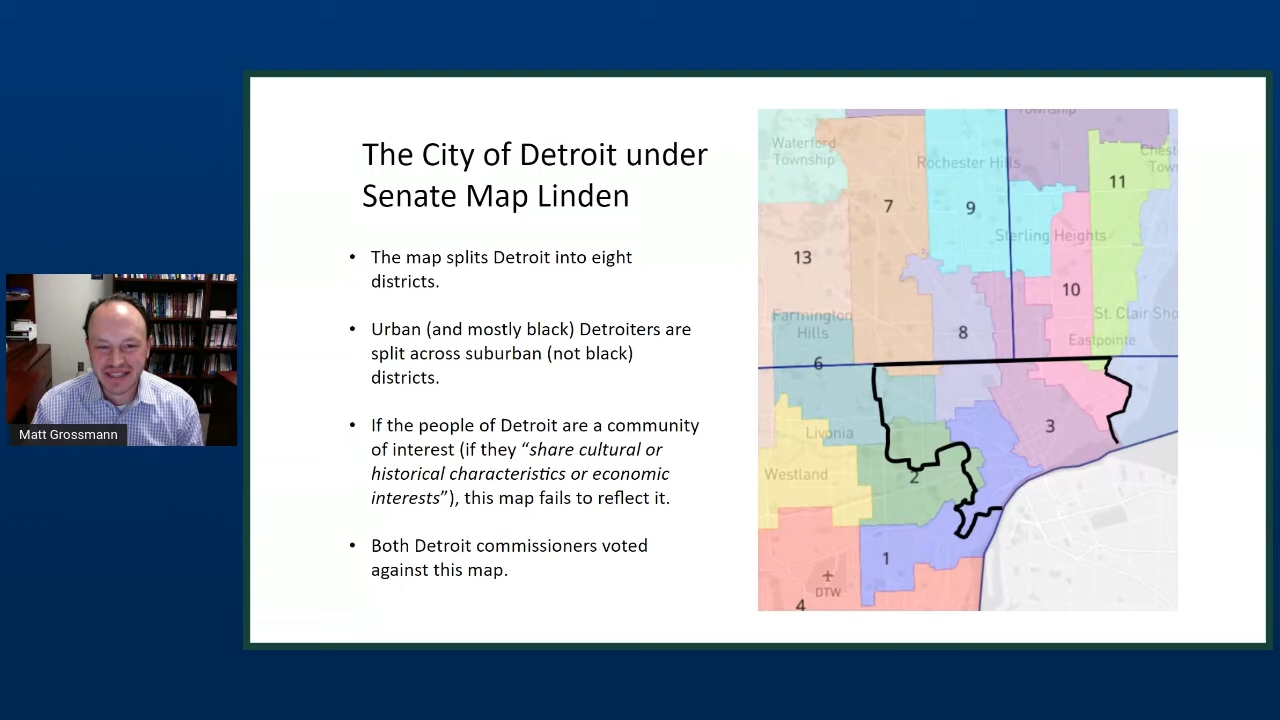 The City of Detroit under
Senate Map Linden
• The map splits Detroit into eight
districts.
• Urban (and mostly black) Detroiters are
split across suburban (not black)
districts.
• If the people of Detroit are a community
of interest (if they “share cultural or
historical characteristics or economic
interests”), this map fails to reflect it.
• Both Detroit commissioners voted
against this map.
Matt Grossmann
Township
Waterford
Township
Rochester Hills
11
7
9
Sterling Heights
13
10
Farmington
Hills
St. Clair Sho
8
Eastpointe
6
3
Livonia
Westland
2
1
DTW
4